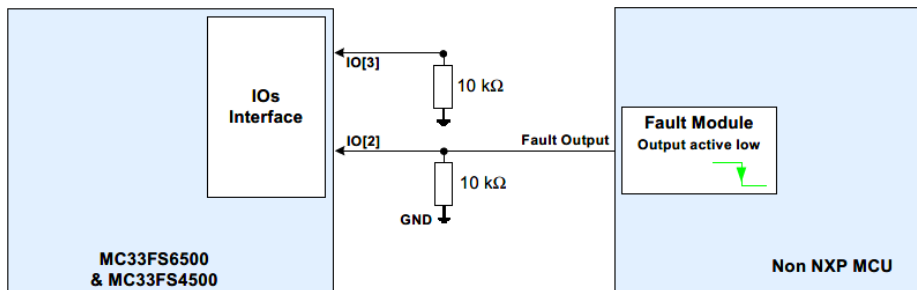 IOs
Interface
IO[3]
10 kΩ
IO[2]
Fault Output
10 kΩ
GND
Fault Module
Output active low
MC33FS6500
& MC33FS4500
Non NXP MCU